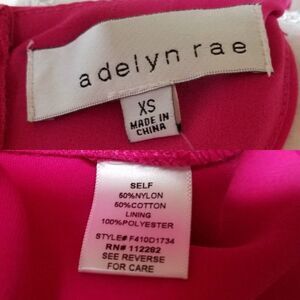 adelyn rae
XS
MADE IN
CHINA
SELF
50%NYLON
50%COTTON
LINING
100%POLYESTER
STYLE# F410D1734
RN# 112292
SEE REVERSE
FOR CARE